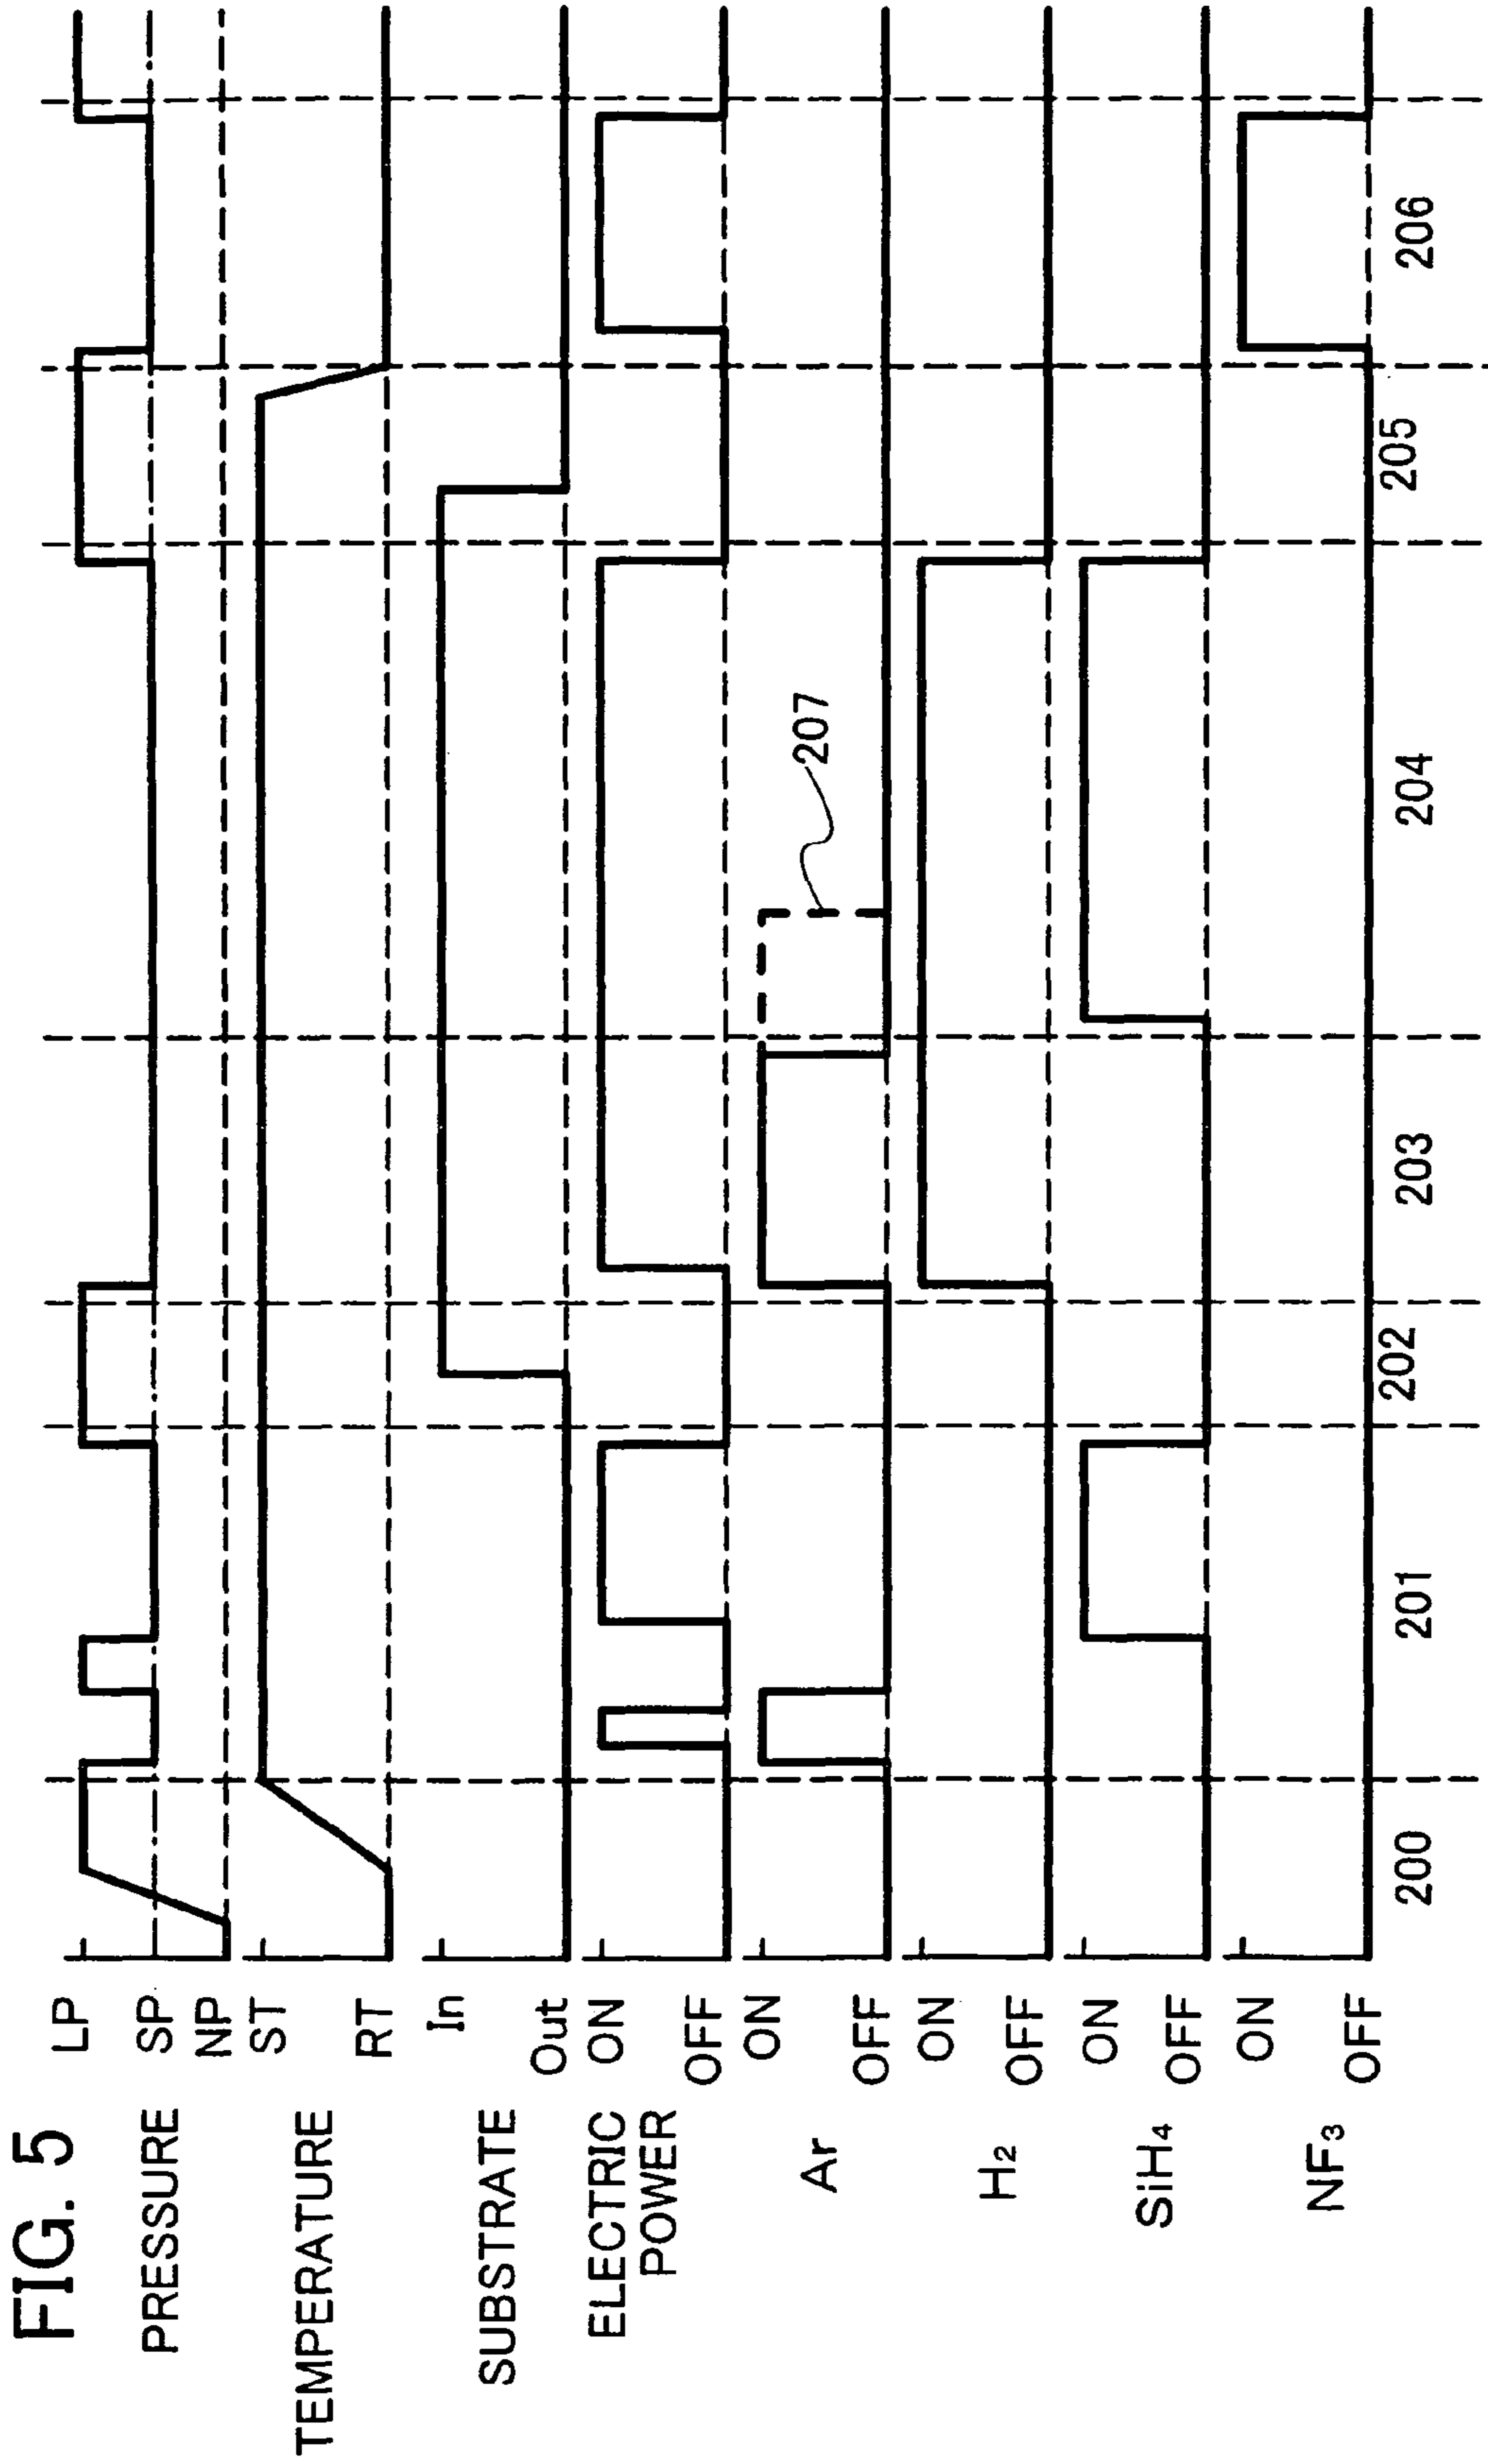 FIG. 5
PRESSURE
LP
SP
NP
TEMPERATURE
ST
RT
SUBSTRATE
In
Out
ELECTRIC
POWER
ON
OFF
Ar
ON
OFF
207
H₂
ON
OFF
SiH₄
ON
OFF
NF₃
ON
OFF
200 201 202 203 204 205 206